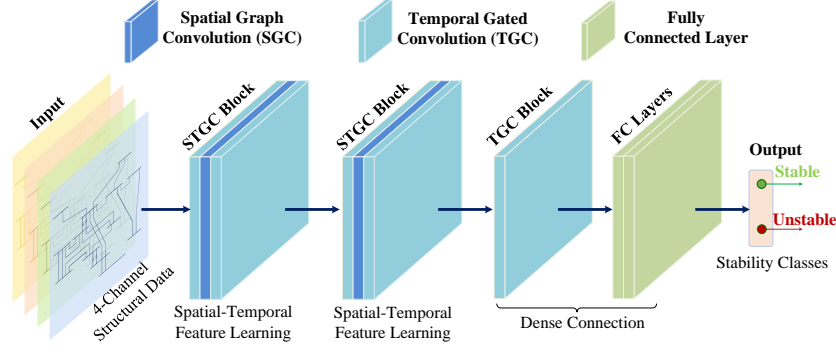 Spatial Graph
Convolution (SGC)
Temporal Gated
Convolution (TGC)
Fully
Connected Layer
Input
STGC Block
STGC Block
TGC Block
FC Layers
Output
Stable
Unstable
4-Channel
Structural Data
Spatial-Temporal
Feature Learning
Spatial-Temporal
Feature Learning
Dense Connection
Stability Classes